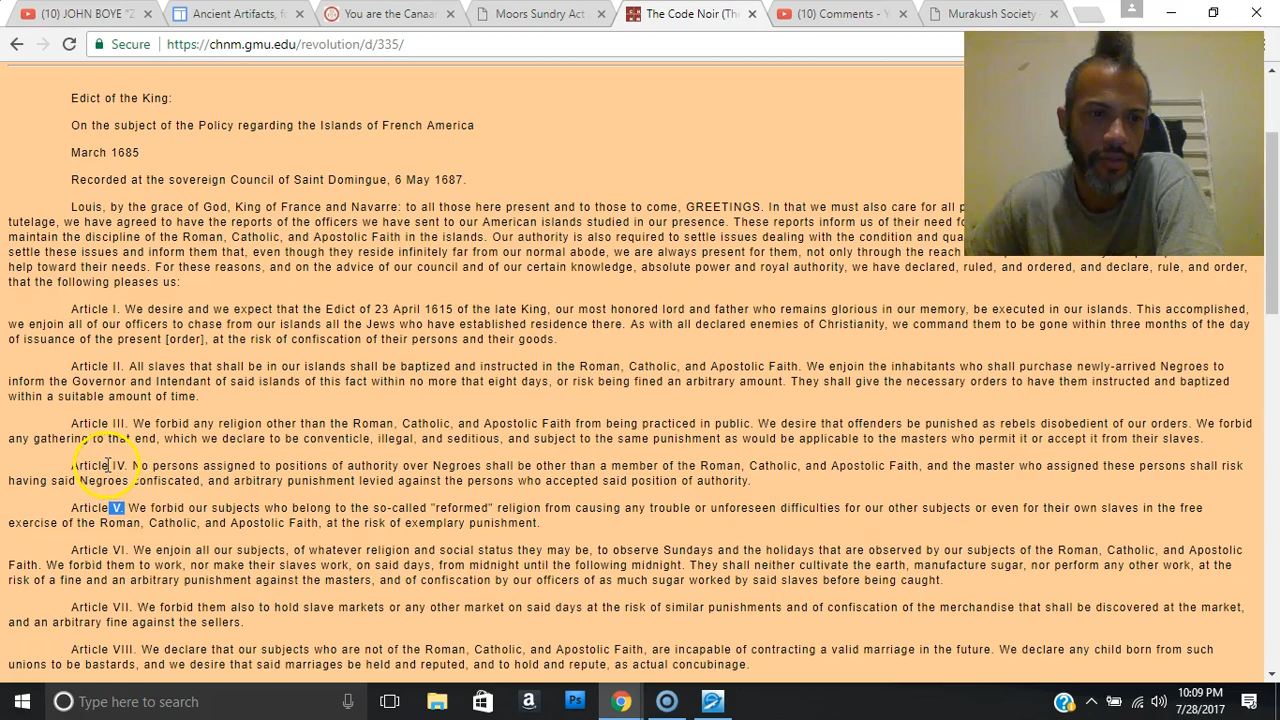 (10) JOHN BOYE "Z
Ancient Artifacts, fo
You are the Canaan
Moors Sundry Act
The Code Noir (The
(10) Comments - Y
Murakush Society
Secure
https://chnm.gmu.edu/revolution/d/335/
Edict of the King:
On the subject of the Policy regarding the Islands of French America
March 1685
Recorded at the sovereign Council of Saint Domingue, 6 May 1687.
Louis, by the grace of God, King of France and Navarre: to all those here present and to those to come, GREETINGS. In that we must also care for all p
tutelage, we have agreed to have the reports of the officers we have sent to our American islands studied in our presence. These reports inform us of their need fo
maintain the discipline of the Roman, Catholic, and Apostolic Faith in the islands. Our authority is also required to settle issues dealing with the condition and qua
settle these issues and inform them that, even though they reside infinitely far from our normal abode, we are always present for them, not only through the reach
help toward their needs. For these reasons, and on the advice of our council and of our certain knowledge, absolute power and royal authority, we have declared, ruled, and ordered, and declare, rule, and order,
that the following pleases us:
Article I. We desire and we expect that the Edict of 23 April 1615 of the late King, our most honored lord and father who remains glorious in our memory, be executed in our islands. This accomplished,
we enjoin all of our officers to chase from our islands all the Jews who have established residence there. As with all declared enemies of Christianity, we command them to be gone within three months of the day
of issuance of the present [order], at the risk of confiscation of their persons and their goods.
Article II. All slaves that shall be in our islands shall be baptized and instructed in the Roman, Catholic, and Apostolic Faith. We enjoin the inhabitants who shall purchase newly-arrived Negroes to
inform the Governor and Intendant of said islands of this fact within no more that eight days, or risk being fined an arbitrary amount. They shall give the necessary orders to have them instructed and baptized
within a suitable amount of time.
Article III. We forbid any religion other than the Roman, Catholic, and Apostolic Faith from being practiced in public. We desire that offenders be punished as rebels disobedient of our orders. We forbid
any gathering to that end, which we declare to be conventicle, illegal, and seditious, and subject to the same punishment as would be applicable to the masters who permit it or accept it from their slaves.
Article IV. No persons assigned to positions of authority over Negroes shall be other than a member of the Roman, Catholic, and Apostolic Faith, and the master who assigned these persons shall risk
having said Negroes confiscated, and arbitrary punishment levied against the persons who accepted said position of authority.
Article V. We forbid our subjects who belong to the so-called "reformed" religion from causing any trouble or unforeseen difficulties for our other subjects or even for their own slaves in the free
exercise of the Roman, Catholic, and Apostolic Faith, at the risk of exemplary punishment.
Article VI. We enjoin all our subjects, of whatever religion and social status they may be, to observe Sundays and the holidays that are observed by our subjects of the Roman, Catholic, and Apostolic
Faith. We forbid them to work, nor make their slaves work, on said days, from midnight until the following midnight. They shall neither cultivate the earth, manufacture sugar, nor perform any other work, at the
risk of a fine and an arbitrary punishment against the masters, and of confiscation by our officers of as much sugar worked by said slaves before being caught.
Article VII. We forbid them also to hold slave markets or any other market on said days at the risk of similar punishments and of confiscation of the merchandise that shall be discovered at the market,
and an arbitrary fine against the sellers.
Article VIII. We declare that our subjects who are not of the Roman, Catholic, and Apostolic Faith, are incapable of contracting a valid marriage in the future. We declare any child born from such
unions to be bastards, and we desire that said marriages be held and reputed, and to hold and repute, as actual concubinage.
Type here to search
10:09 PM
7/28/2017